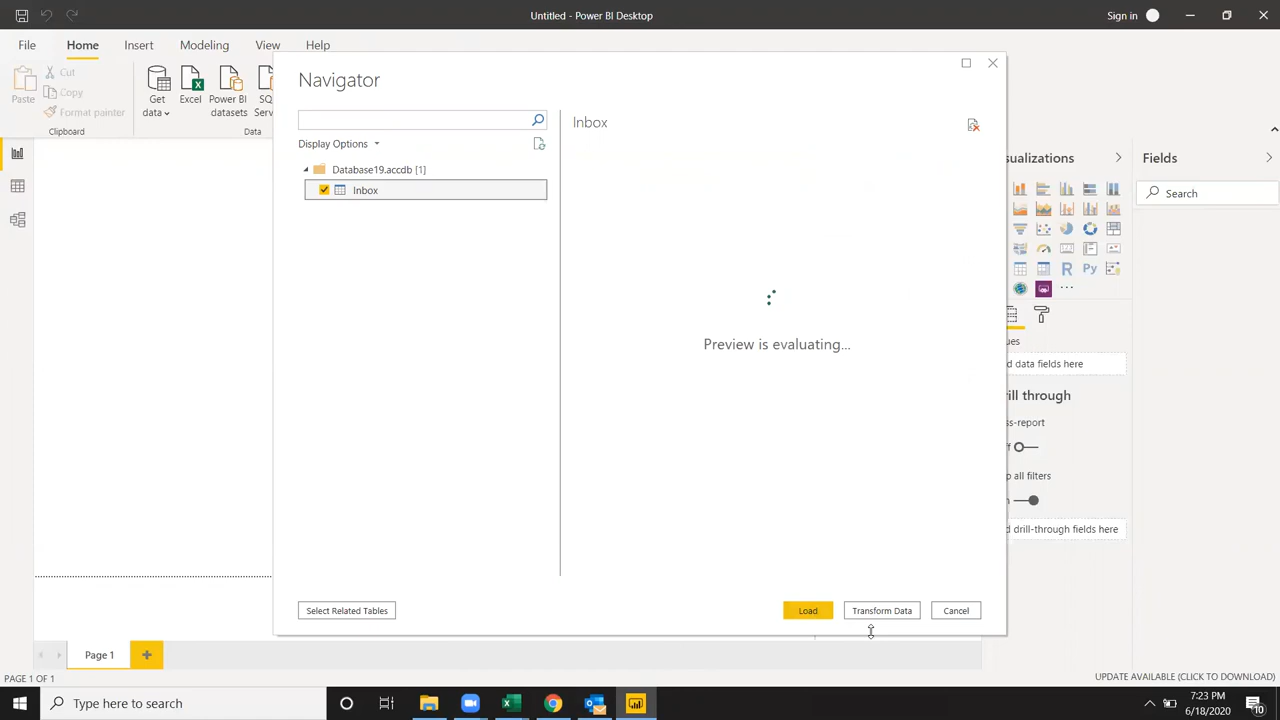 Untitled - Power BI Desktop
Sign in
File Home Insert Modeling View Help
Cut
Copy
Format painter
Paste
Clipboard
Get data
Excel
Power BI datasets
Data
Navigator
Display Options
Database19.accdb [1]
Inbox
Inbox
Preview is evaluating...
Select Related Tables
Load
Transform Data
Cancel
sualizations
Fields
Search
R
Py
ues
d data fields here
rill through
ss-report
ff
p all filters
n
d drill-through fields here
Page 1
PAGE 1 OF 1
UPDATE AVAILABLE (CLICK TO DOWNLOAD)
Type here to search
7:23 PM
6/18/2020
10